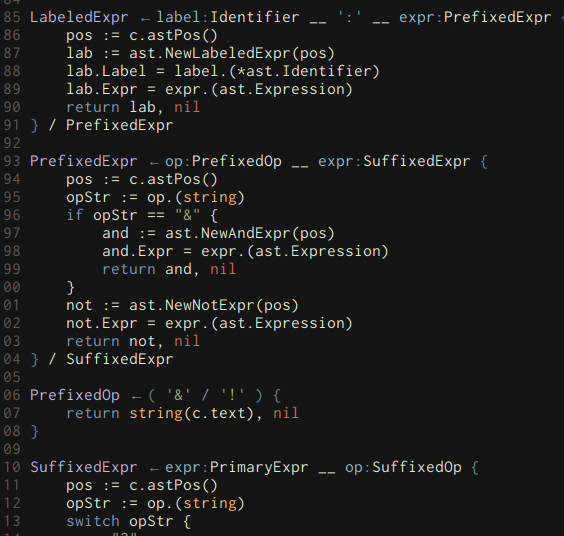 85 LabeledExpr ← label:Identifier __ ':' __ expr:PrefixedExpr {
86     pos := c.astPos()
87     lab := ast.NewLabeledExpr(pos)
88     lab.Label = label.(*ast.Identifier)
89     lab.Expr = expr.(ast.Expression)
90     return lab, nil
91 } / PrefixedExpr
92
93 PrefixedExpr ← op:PrefixedOp __ expr:SuffixedExpr {
94     pos := c.astPos()
95     opStr := op.(string)
96     if opStr == "&" {
97         and := ast.NewAndExpr(pos)
98         and.Expr = expr.(ast.Expression)
99         return and, nil
00     }
01     not := ast.NewNotExpr(pos)
02     not.Expr = expr.(ast.Expression)
03     return not, nil
04 } / SuffixedExpr
05
06 PrefixedOp ← ( '&' / '!' ) {
07     return string(c.text), nil
08 }
09
10 SuffixedExpr ← expr:PrimaryExpr __ op:SuffixedOp {
11     pos := c.astPos()
12     opStr := op.(string)
13     switch opStr {